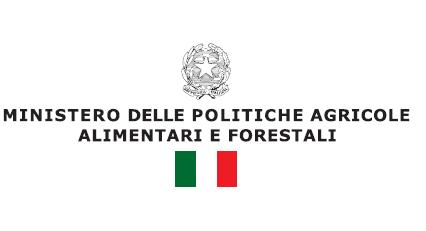 MINISTERO DELLE POLITICHE AGRICOLE
ALIMENTARI E FORESTALI